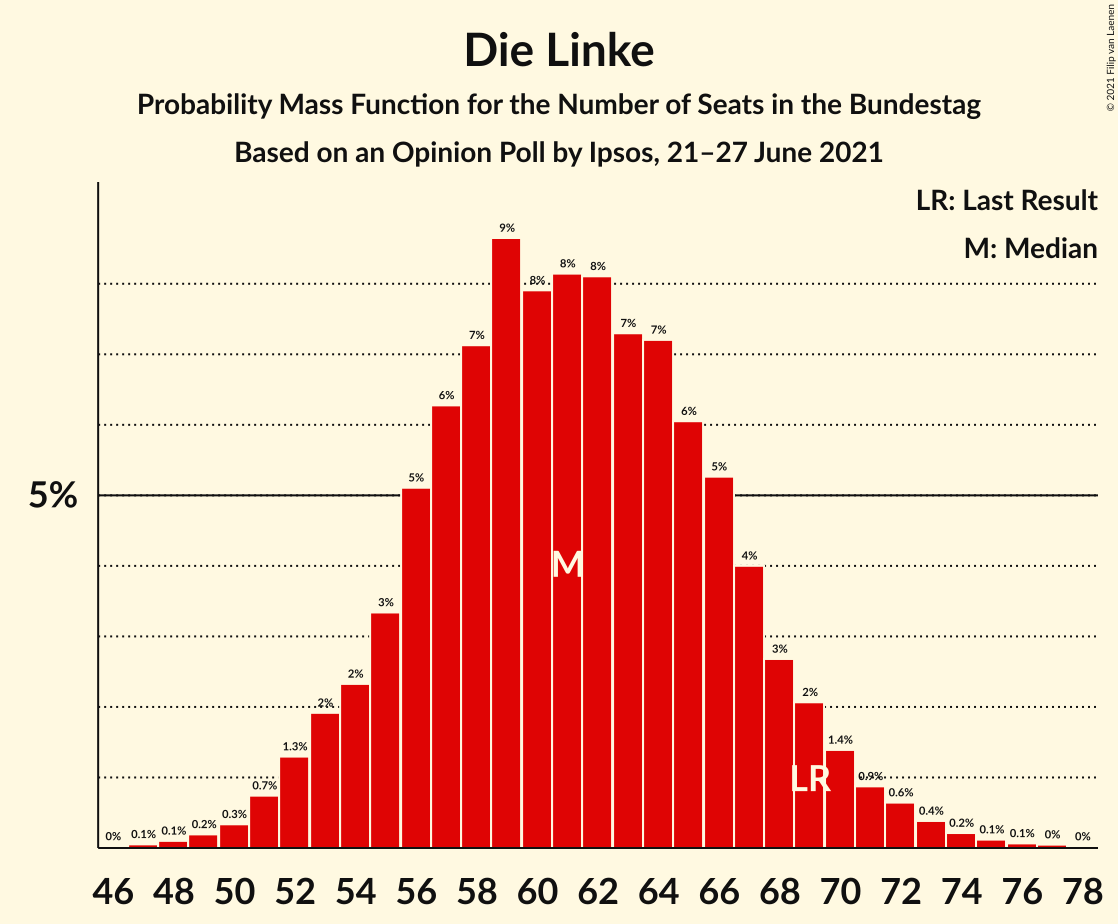 © 2021 Filip van Laenen
Die Linke
Probability Mass Function for the Number of Seats in the Bundestag
Based on an Opinion Poll by Ipsos, 21–27 June 2021
LR: Last Result
M: Median
5%
0% 0.1% 0.1% 0.2% 0.3% 0.7% 1.3% 2% 2% 3% 5% 6% 7% 9% 8% 8% 8% 7% 7% 6% 5% 4% 3% 2% 1.4% 0.9% 0.6% 0.4% 0.2% 0.1% 0.1% 0% 0%
M
LR
46 48 50 52 54 56 58 60 62 64 66 68 70 72 74 76 78